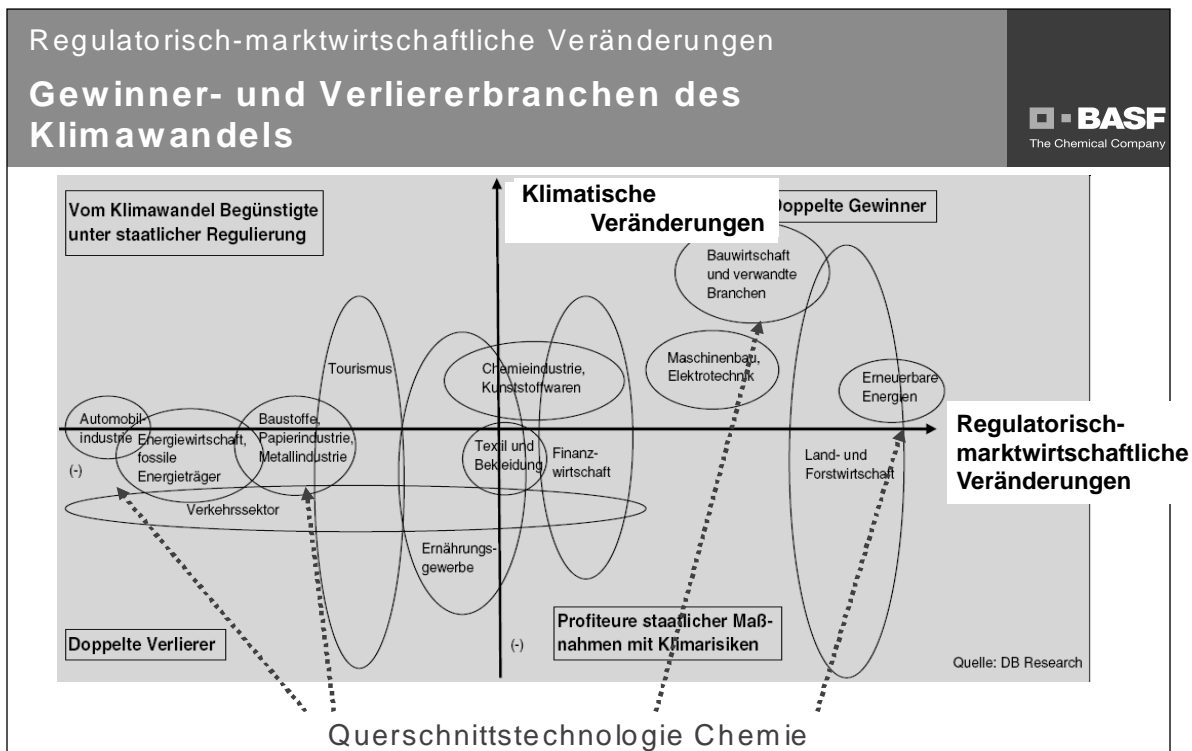 Regulatorisch-marktwirtschaftliche Veränderungen
Gewinner- und Verliererbranchen des
Klimawandels
BASF
The Chemical Company
Vom Klimawandel Begünstigte
unter staatlicher Regulierung
Klimatische
Veränderungen
Doppelte Gewinner
Bauwirtschaft
und verwandte
Branchen
Tourismus
Chemieindustrie,
Kunststoffwaren
Maschinenbau,
Elektrotechnik
Erneuerbare
Energien
Automobil-
industrie
Energiewirtschaft,
fossile
Energieträger
Baustoffe,
Papierindustrie,
Metallindustrie
Textil und
Bekleidung
Finanz-
wirtschaft
Land- und
Forstwirtschaft
Regulatorisch-
marktwirtschaftliche
Veränderungen
(-)
Verkehrssektor
Ernährungs-
gewerbe
Doppelte Verlierer
(-)
Profiteure staatlicher Maß-
nahmen mit Klimarisiken
Quelle: DB Research
Querschnittstechnologie Chemie